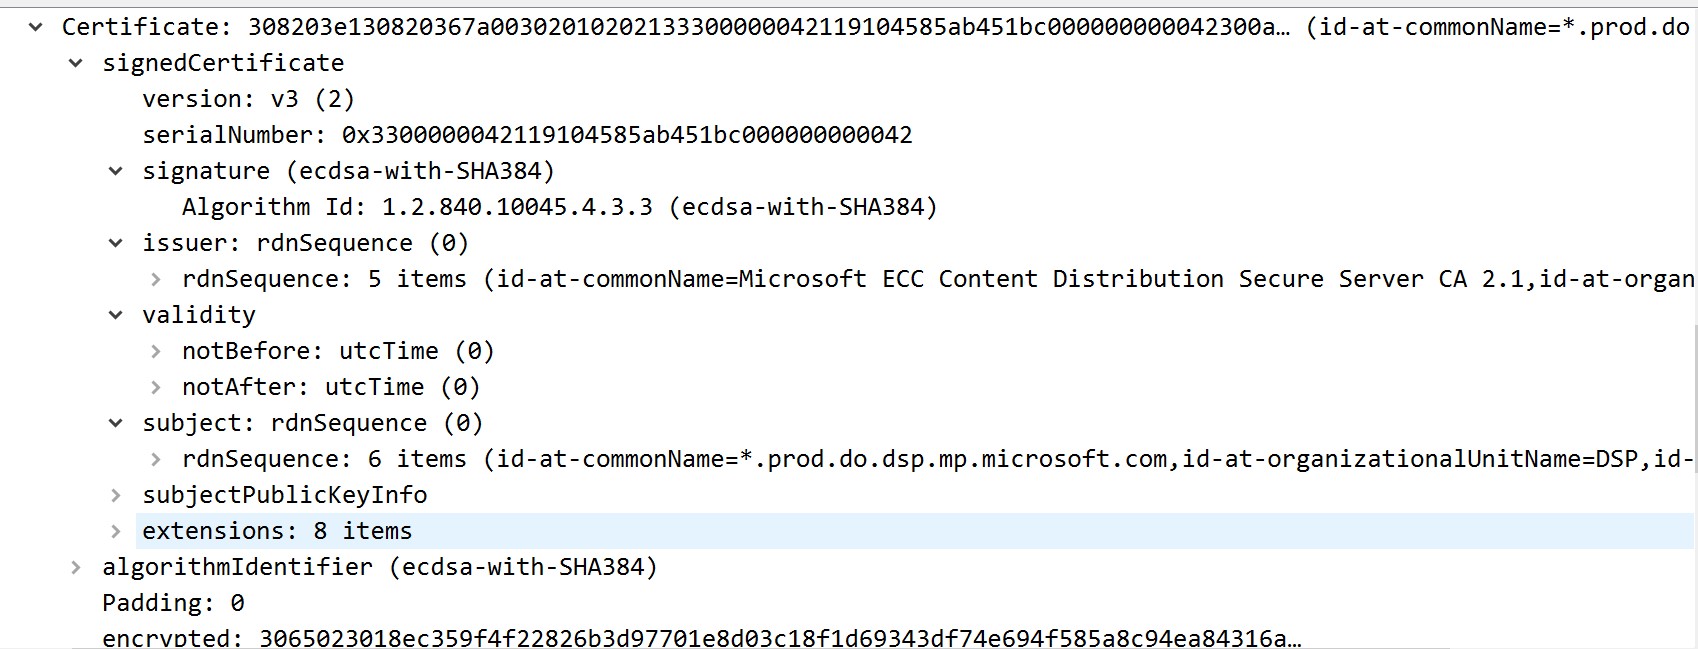 Certificate: 308203e130820367a00302010202133300000042119104585ab451bc000000000042300a… (id-at-commonName=*.prod.do
signedCertificate
version: v3 (2)
serialNumber: 0x3300000042119104585ab451bc000000000042
signature (ecdsa-with-SHA384)
Algorithm Id: 1.2.840.10045.4.3.3 (ecdsa-with-SHA384)
issuer: rdnSequence (0)
rdnSequence: 5 items (id-at-commonName=Microsoft ECC Content Distribution Secure Server CA 2.1,id-at-organ
validity
notBefore: utcTime (0)
notAfter: utcTime (0)
subject: rdnSequence (0)
rdnSequence: 6 items (id-at-commonName=*.prod.do.dsp.mp.microsoft.com,id-at-organizationalUnitName=DSP,id-
subjectPublicKeyInfo
extensions: 8 items
algorithmIdentifier (ecdsa-with-SHA384)
Padding: 0
encrypted: 3065023018ec359f4f22826b3d97701e8d03c18f1d69343df74e694f585a8c94ea84316a…